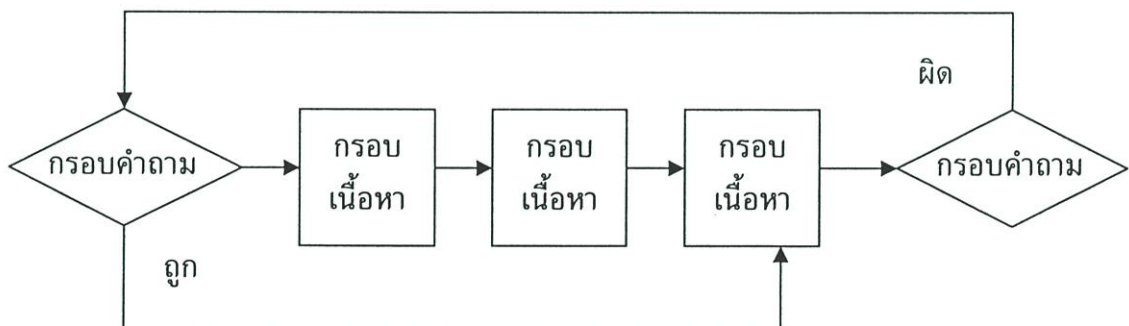 ผิด
กรอบคำถาม
กรอบ
เนื้อหา
กรอบ
เนื้อหา
กรอบ
เนื้อหา
กรอบคำถาม
ถูก